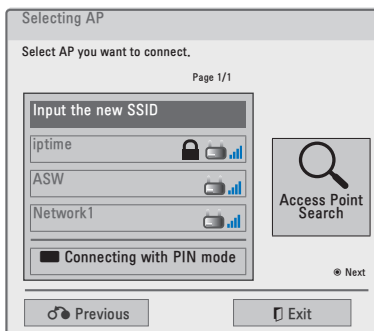 Selecting AP
Select AP you want to connect.
Page 1/1
Input the new SSID
iptime
ASW
Network1
Connecting with PIN mode
Access Point
Search
Next
Previous
Exit